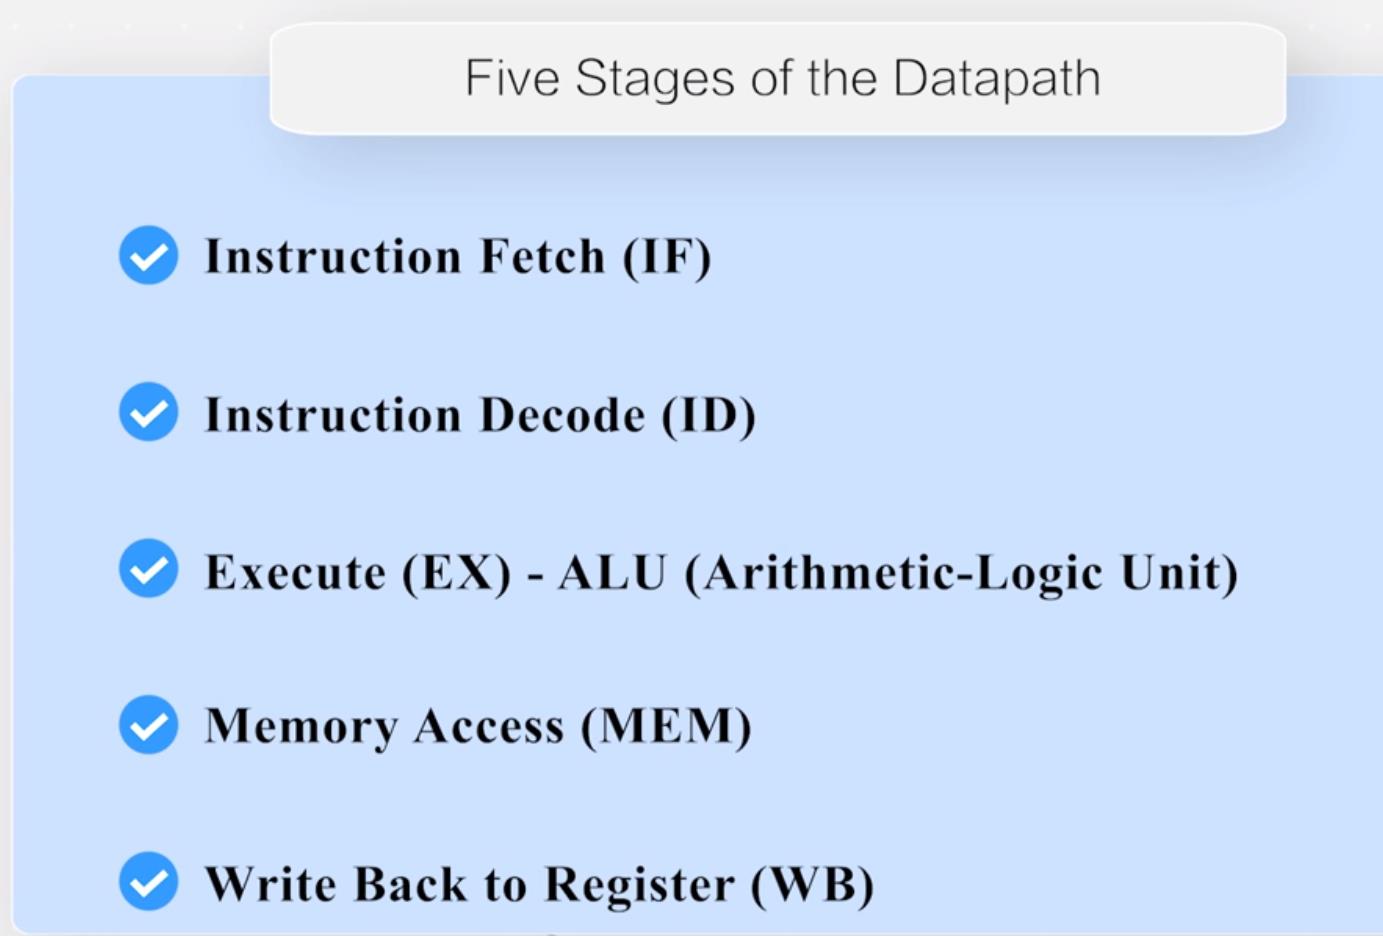 Five Stages of the Datapath
Instruction Fetch (IF)
Instruction Decode (ID)
Execute (EX) - ALU (Arithmetic-Logic Unit)
Memory Access (MEM)
Write Back to Register (WB)